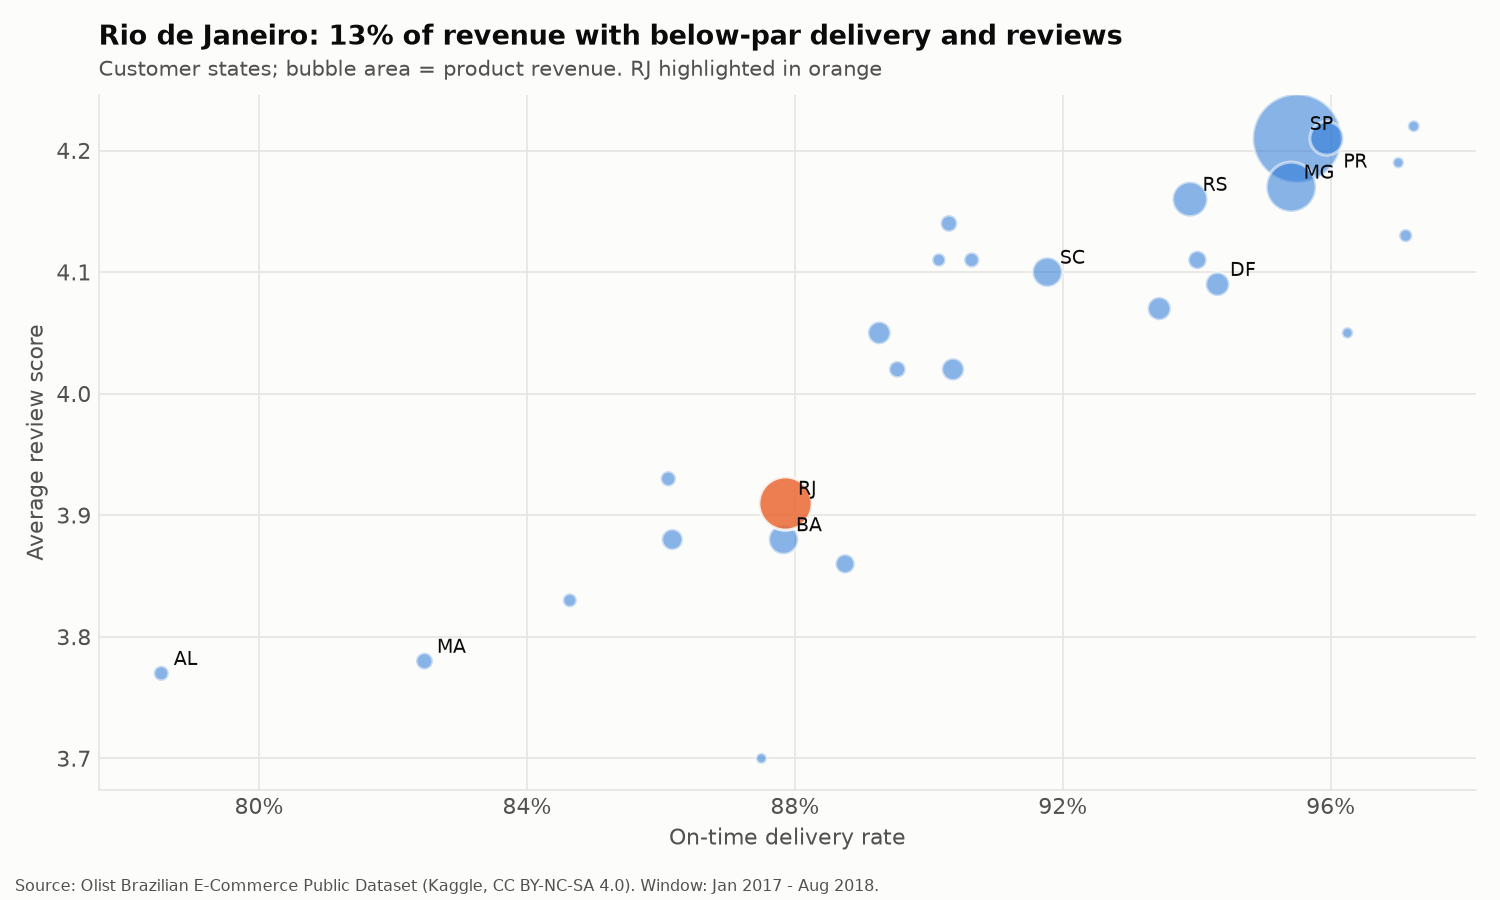 Rio de Janeiro: 13% of revenue with below-par delivery and reviews
Customer states; bubble area = product revenue. RJ highlighted in orange
Average review score
4.2
4.1
4.0
3.9
3.8
3.7
SP
PR
MG
RS
SC
DF
RJ
BA
MA
AL
80%
84%
88%
92%
96%
On-time delivery rate
Source: Olist Brazilian E-Commerce Public Dataset (Kaggle, CC BY-NC-SA 4.0). Window: Jan 2017 - Aug 2018.